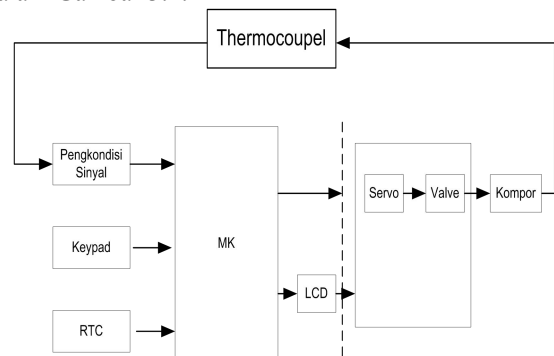 Thermocoupel
Pengkondisi
Sinyal
Servo
Valve
Kompor
Keypad
MK
LCD
RTC